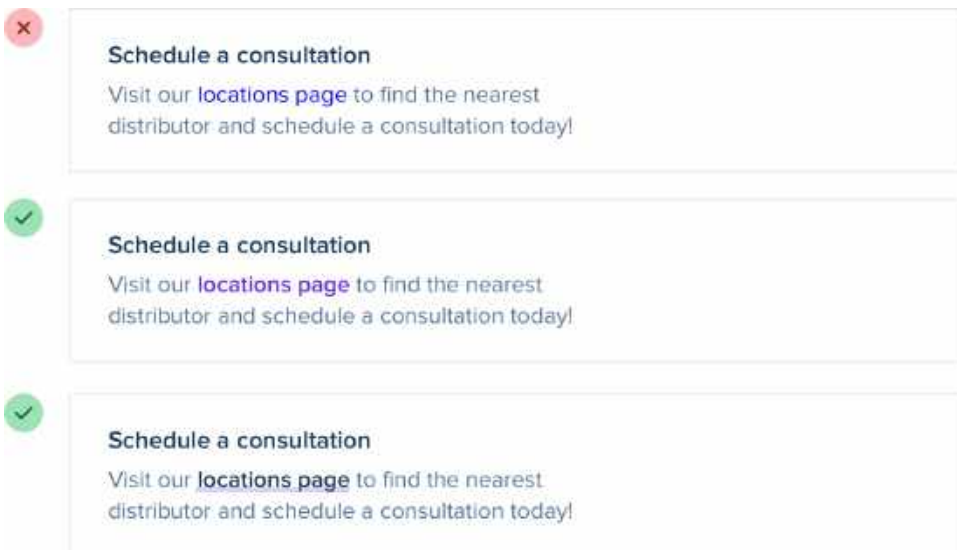 Schedule a consultation
Visit our locations page to find the nearest
distributor and schedule a consultation today!
Schedule a consultation
Visit our locations page to find the nearest
distributor and schedule a consultation today!
Schedule a consultation
Visit our locations page to find the nearest
distributor and schedule a consultation today!